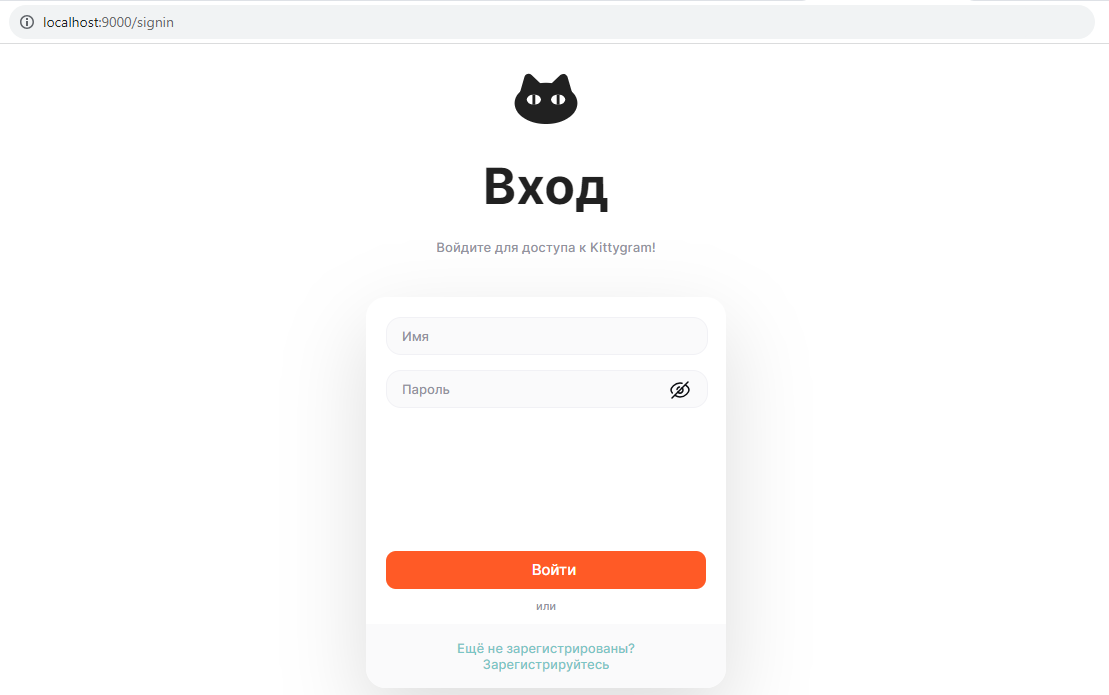 localhost:9000/signin
Вход
Войдите для доступа к Kittygram!
Имя
Пароль
Войти
или
Ещё не зарегистрированы?
Зарегистрируйтесь